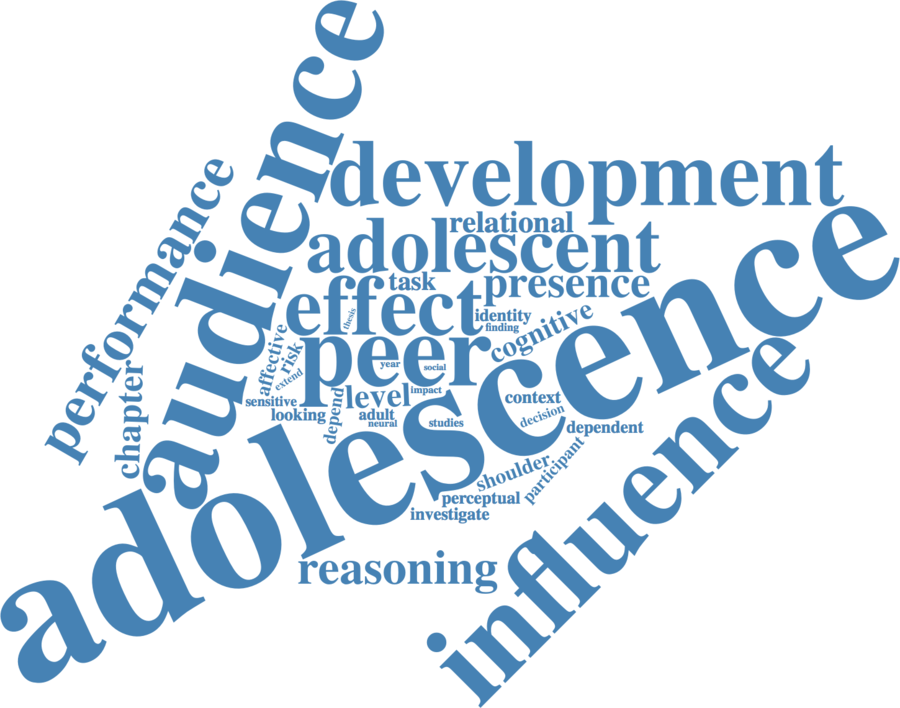 audience
development
performance
relational
adolescent
task
presence
effect
thesis
identity
finding
cognitive
affective
risk
peer
year
social
extend
chapter
sensitive
level
impact
context
looking
depend
adult
neural
studies
decision
dependent
adolescence
shoulder
participant
perceptual
investigate
influence
reasoning